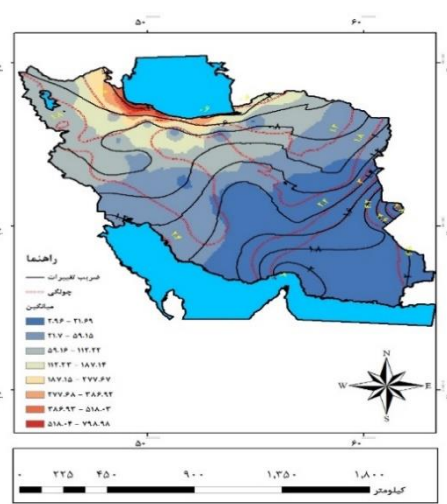 ۵۰ ۶۰
راهنما
ضریب تغییرات
چولگی
میانگین
۳.۹۶ - ۳۱.۶۹
۳۱.۷ - ۵۹.۱۵
۵۹.۱۶ - ۱۱۲.۲۲
۱۱۲.۲۳ - ۱۸۷.۱۴
۱۸۷.۱۵ - ۲۷۷.۶۷
۲۷۷.۶۸ - ۳۸۶.۹۲
۳۸۶.۹۳ - ۵۱۸.۰۳
۵۱۸.۰۴ - ۷۹۸.۹۸
N
W E
S
۵۰ ۶۰
۰ ۲۲۵ ۴۵۰ ۹۰۰ ۱,۳۵۰ ۱,۸۰۰
کیلومتر